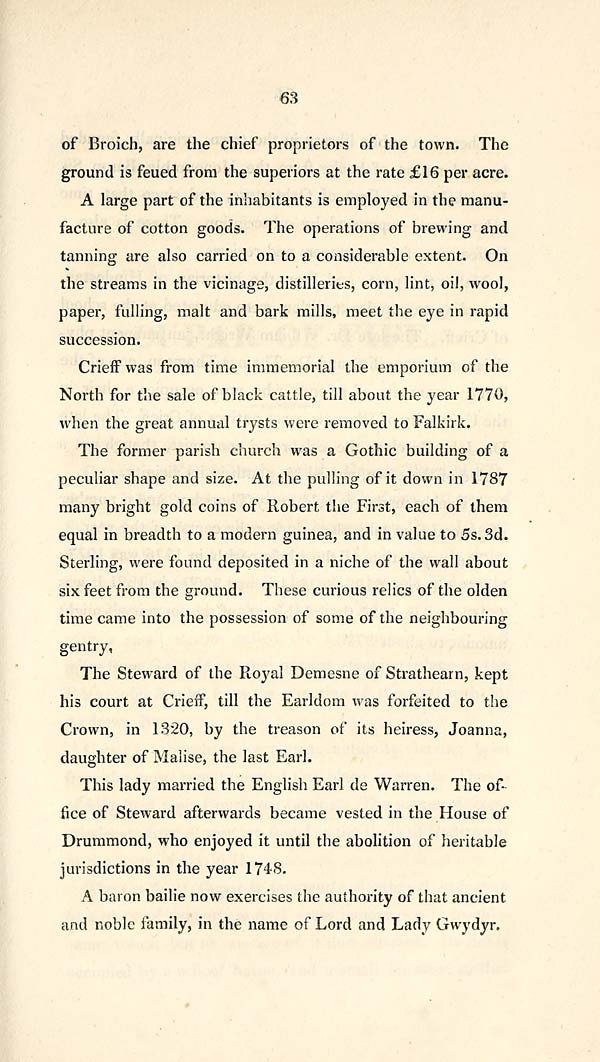 63
of Broich, are the chief proprietors of the town. The
ground is feued from the superiors at the rate £16 per acre.
A large part of the inhabitants is employed in the manu-
facture of cotton goods. The operations of brewing and
tanning are also carried on to a considerable extent. On
the streams in the vicinage, distilleries, corn, lint, oil, wool,
paper, fulling, malt and bark mills, meet the eye in rapid
succession.
Crieff was from time immemorial the emporium of the
North for the sale of black cattle, till about the year 1770,
when the great annual trysts were removed to Falkirk.
The former parish church was a Gothic building of a
peculiar shape and size. At the pulling of it down in 1787
many bright gold coins of Robert the First, each of them
equal in breadth to a modern guinea, and in value to 5s. 3d.
Sterling, were found deposited in a niche of the wall about
six feet from the ground. These curious relics of the olden
time came into the possession of some of the neighbouring
gentry,
The Steward of the Royal Demesne of Strathearn, kept
his court at Crieff, till the Earldom was forfeited to the
Crown, in 1320, by the treason of its heiress, Joanna,
daughter of Malise, the last Earl.
This lady married the English Earl de Warren. The of-
fice of Steward afterwards became vested in the House of
Drummond, who enjoyed it until the abolition of heritable
jurisdictions in the year 1748.
A baron bailie now exercises the authority of that ancient
and noble family, in the name of Lord and Lady Gwydyr.